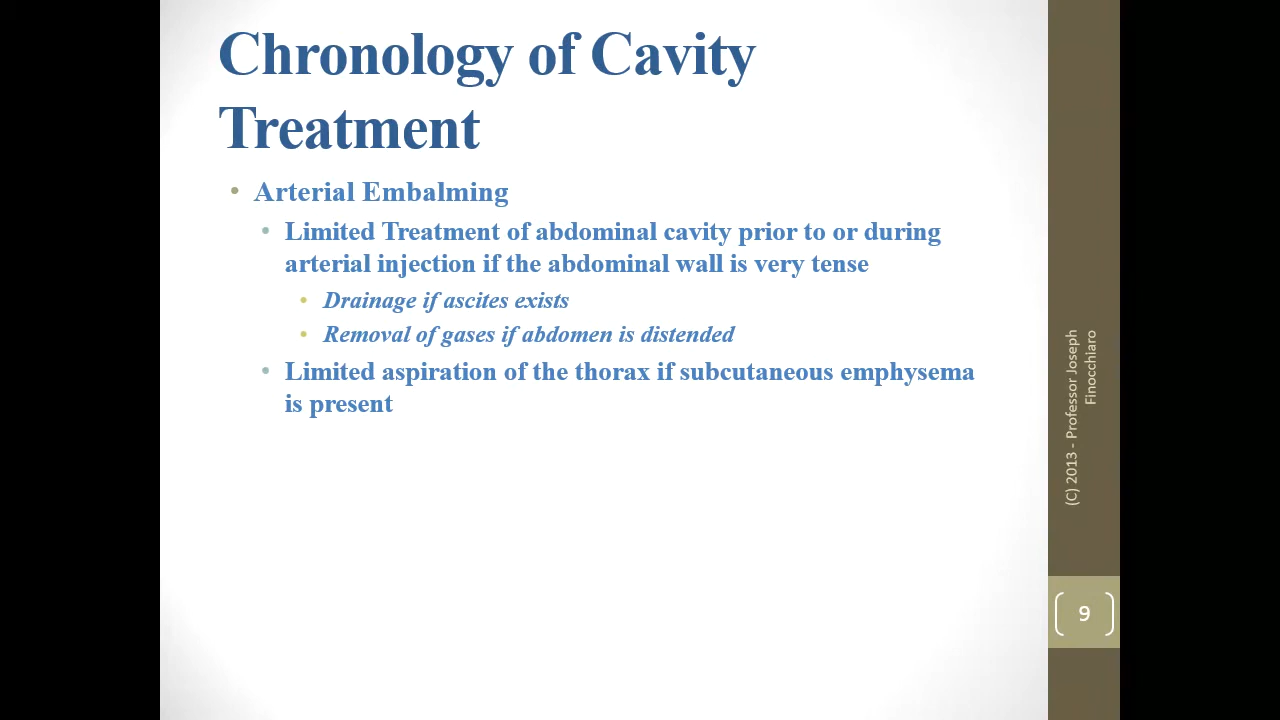 Chronology of Cavity
Treatment
• Arterial Embalming
• Limited Treatment of abdominal cavity prior to or during
arterial injection if the abdominal wall is very tense
• Drainage if ascites exists
• Removal of gases if abdomen is distended
• Limited aspiration of the thorax if subcutaneous emphysema
is present
(C) 2013 - Professor Joseph
Finocchiaro
9